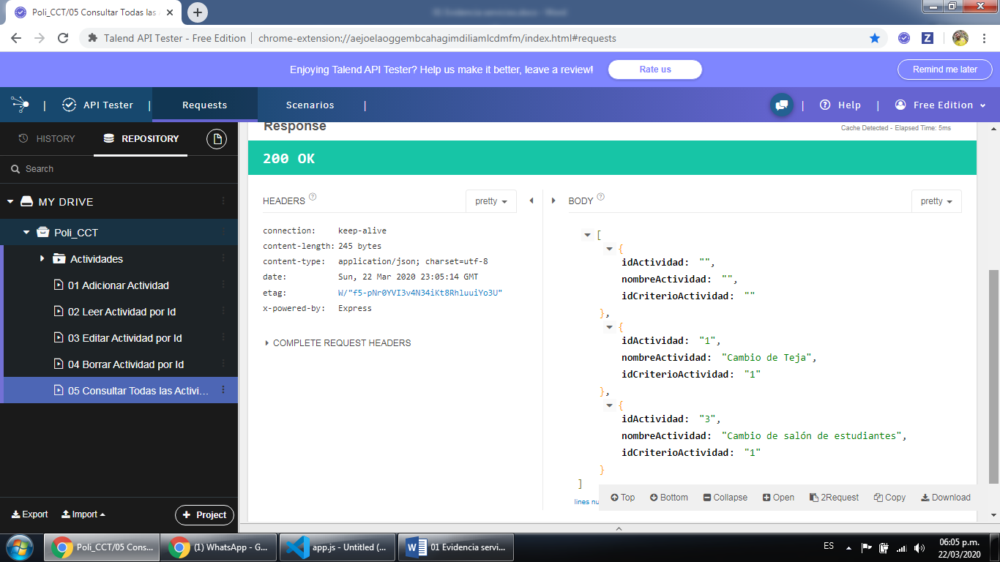 Poli_CCT/05 Consultar Todas las
Talend API Tester - Free Edition | chrome-extension://aejoelaoggembcahagimdiliamlcdmfm/index.html#requests
Enjoying Talend API Tester? Help us make it better, leave a review!
Rate us
Remind me later
API Tester
Requests
Scenarios
Help
Free Edition
HISTORY
REPOSITORY
Search
MY DRIVE
Poli_CCT
Actividades
01 Adicionar Actividad
02 Leer Actividad por Id
03 Editar Actividad por Id
04 Borrar Actividad por Id
05 Consultar Todas las Activi...
Export
Import
+ Project
Response
Cache Detected - Elapsed Time: 5ms
200 OK
HEADERS
pretty
connection: keep-alive
content-length: 245 bytes
content-type: application/json; charset=utf-8
date: Sun, 22 Mar 2020 23:05:14 GMT
etag: W/"f5-pNr0YVI3v4N34iKt8RhluuiYo3U"
x-powered-by: Express
COMPLETE REQUEST HEADERS
BODY
pretty
[
{
idActividad: "",
nombreActividad: "",
idCriterioActividad: ""
},
{
idActividad: "1",
nombreActividad: "Cambio de Teja",
idCriterioActividad: "1"
},
{
idActividad: "3",
nombreActividad: "Cambio de salón de estudiantes",
idCriterioActividad: "1"
}
]
lines nu
Top
Bottom
Collapse
Open
2Request
Copy
Download
Poli_CCT/05 Cons...
(1) WhatsApp - G...
app.js - Untitled (...
01 Evidencia servi...
ES
06:05 p.m.
22/03/2020